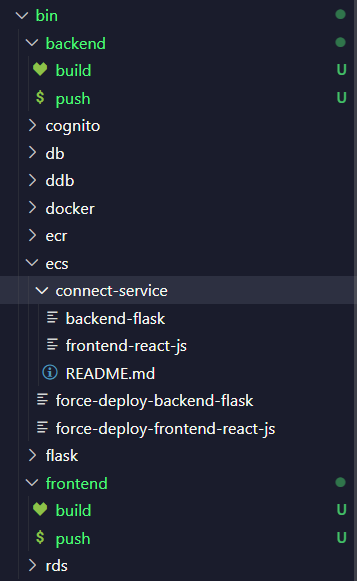 bin
backend
build U
$ push U
cognito
db
ddb
docker
ecr
ecs
connect-service
backend-flask
frontend-react-js
README.md
force-deploy-backend-flask
force-deploy-frontend-react-js
flask
frontend
build U
$ push U
rds